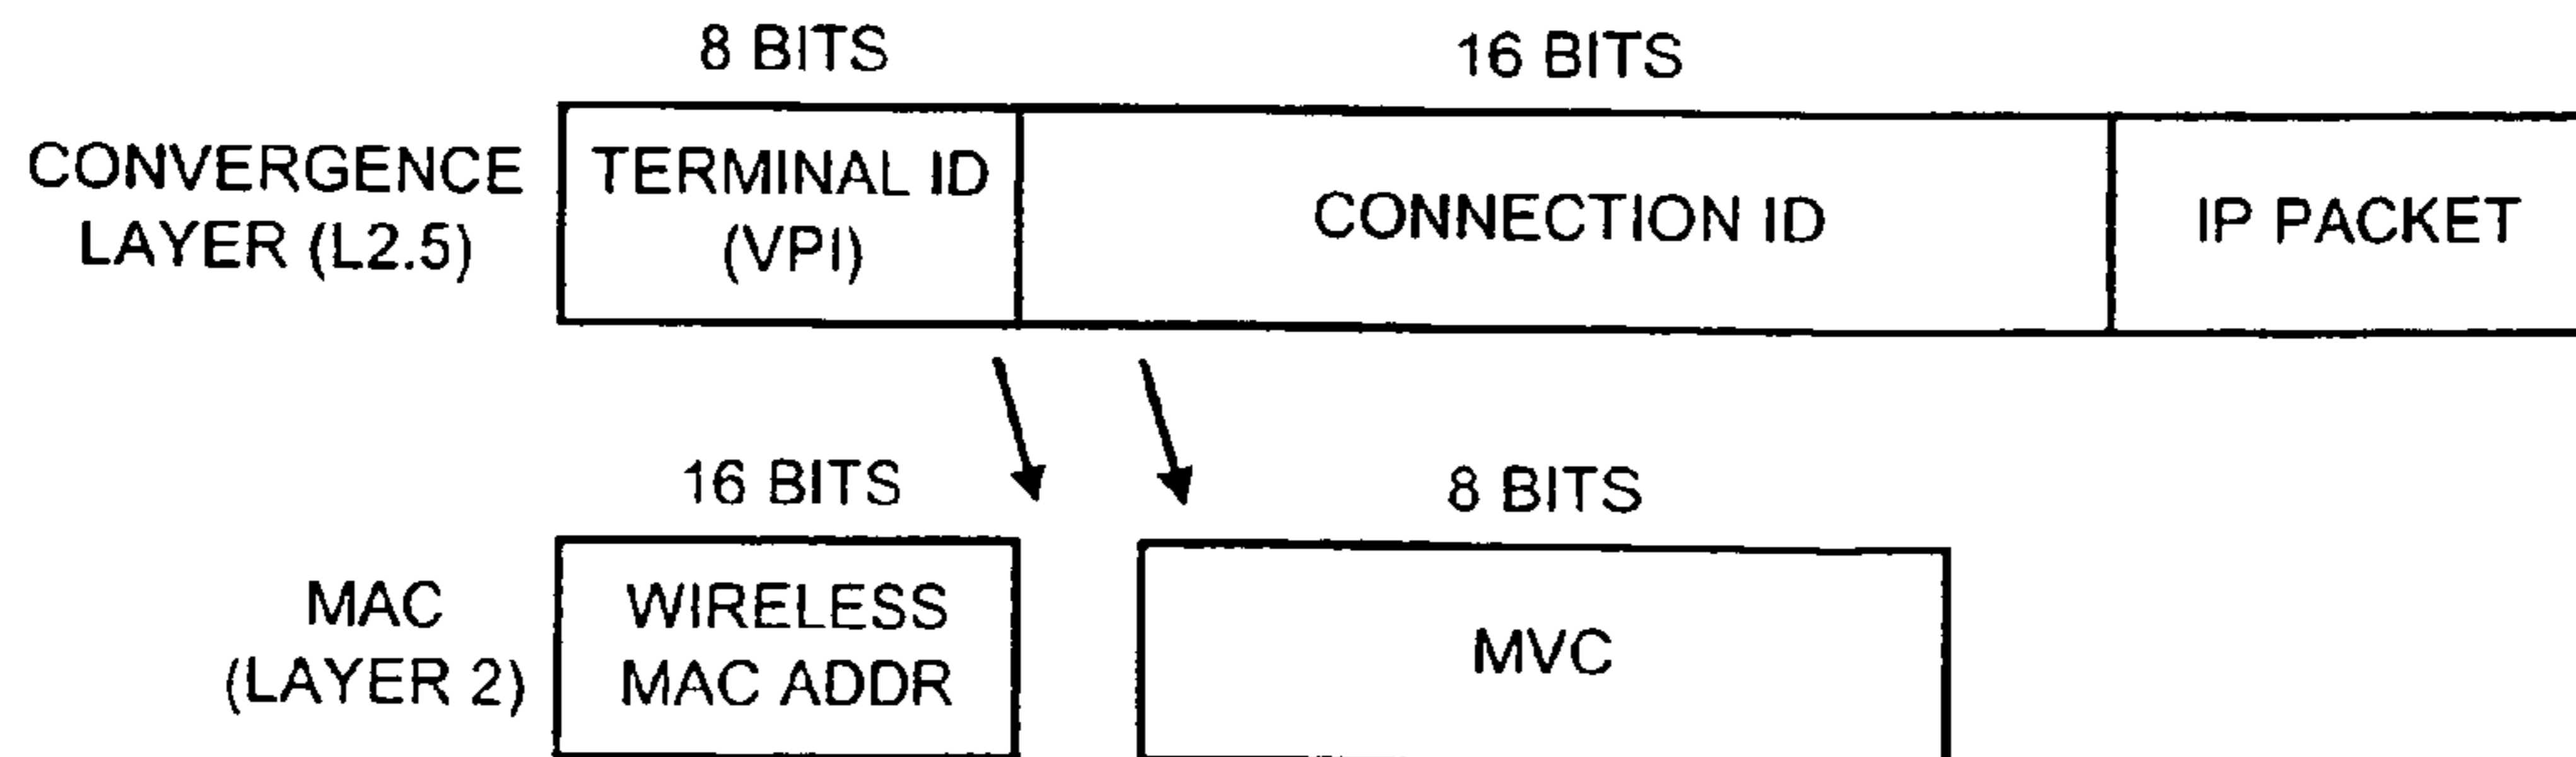 8 BITS
16 BITS
CONVERGENCE
LAYER (L2.5)
TERMINAL ID
(VPI)
CONNECTION ID
IP PACKET
16 BITS
8 BITS
MAC
(LAYER 2)
WIRELESS
MAC ADDR
MVC